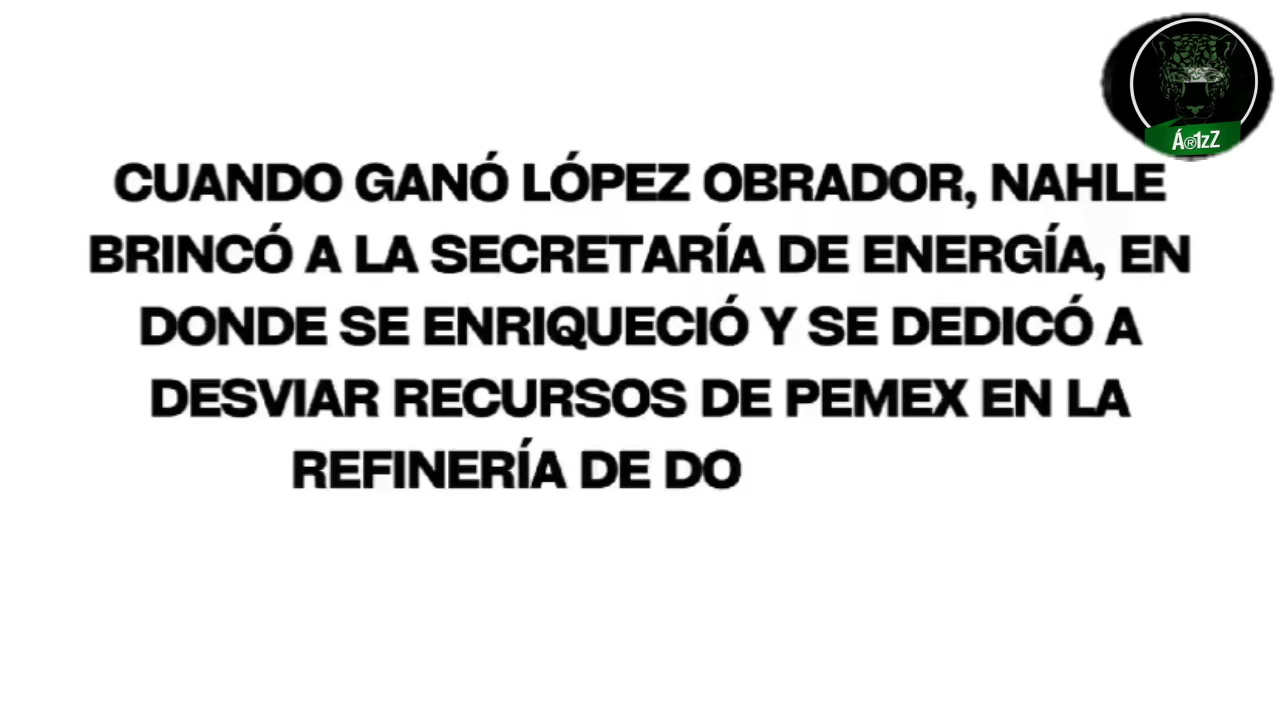 CUANDO GANÓ LÓPEZ OBRADOR, NAHLE
BRINCÓ A LA SECRETARÍA DE ENERGÍA, EN
DONDE SE ENRIQUECIÓ Y SE DEDICÓ A
DESVIAR RECURSOS DE PEMEX EN LA
REFINERÍA DE DO
Á®1zZ